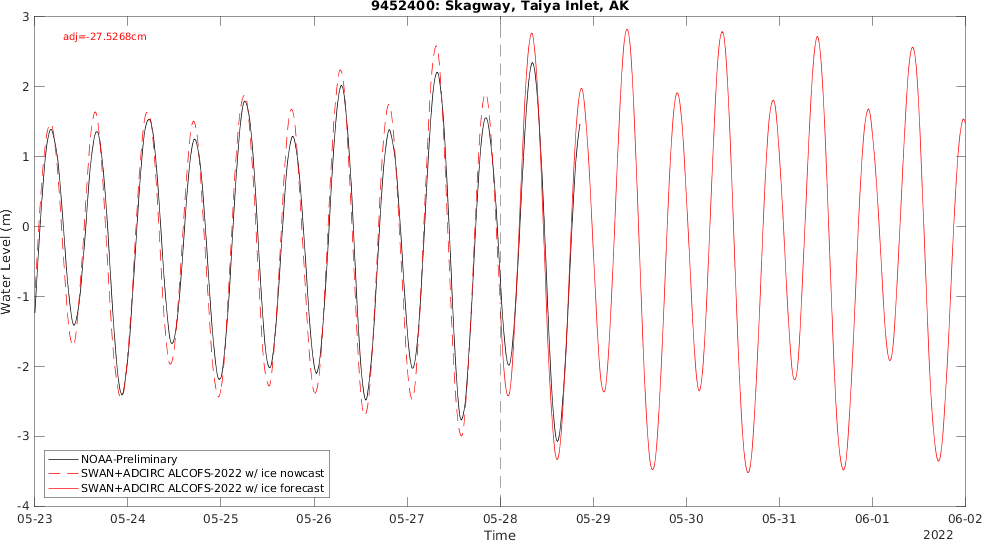 9452400: Skagway, Taiya Inlet, AK
3
adj=-27.5268cm
2
1
0
-1
-2
-3
-4
Water Level (m)
NOAA-Preliminary
SWAN+ADCIRC ALCOFS-2022 w/ ice nowcast
SWAN+ADCIRC ALCOFS-2022 w/ ice forecast
05-23 05-24 05-25 05-26 05-27 05-28 05-29 05-30 05-31 06-01 06-02
Time 2022